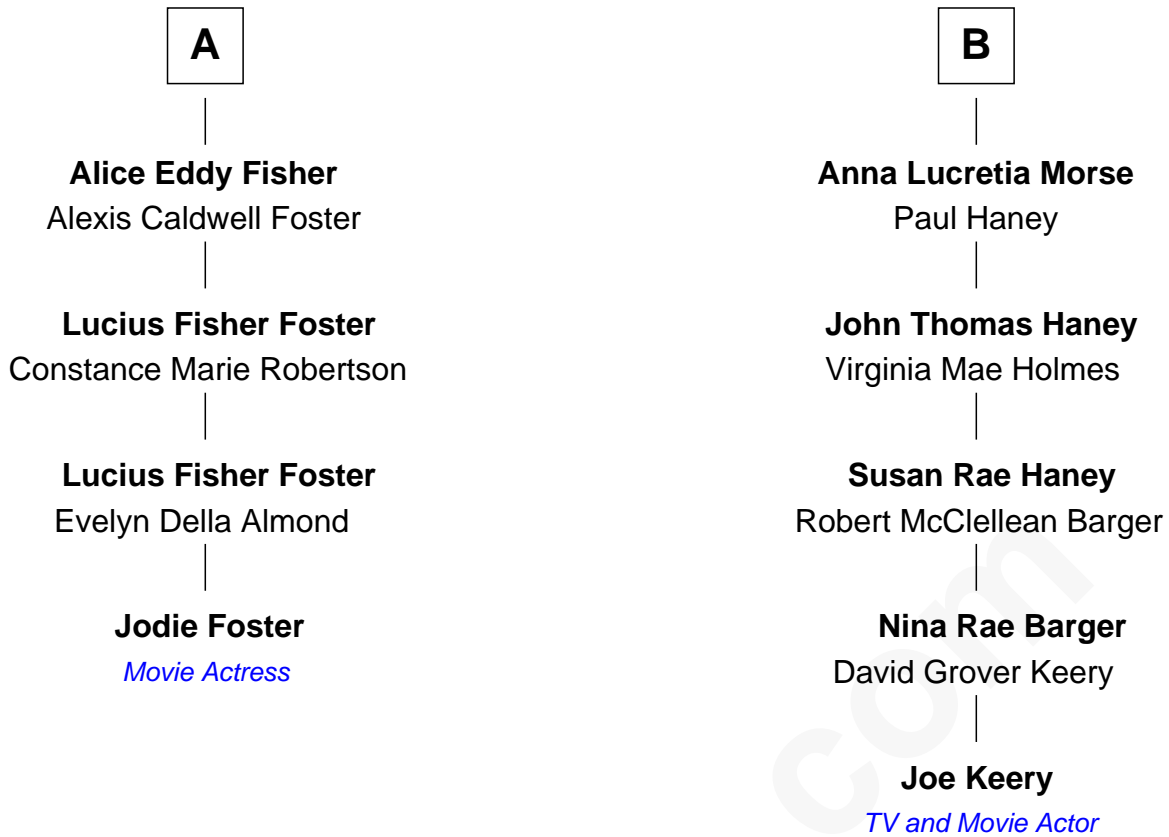 A
Alice Eddy Fisher
Alexis Caldwell Foster
Lucius Fisher Foster
Constance Marie Robertson
Lucius Fisher Foster
Evelyn Della Almond
Jodie Foster
Movie Actress
B
Anna Lucretia Morse
Paul Haney
John Thomas Haney
Virginia Mae Holmes
Susan Rae Haney
Robert McClellean Barger
Nina Rae Barger
David Grover Keery
Joe Keery
TV and Movie Actor
com